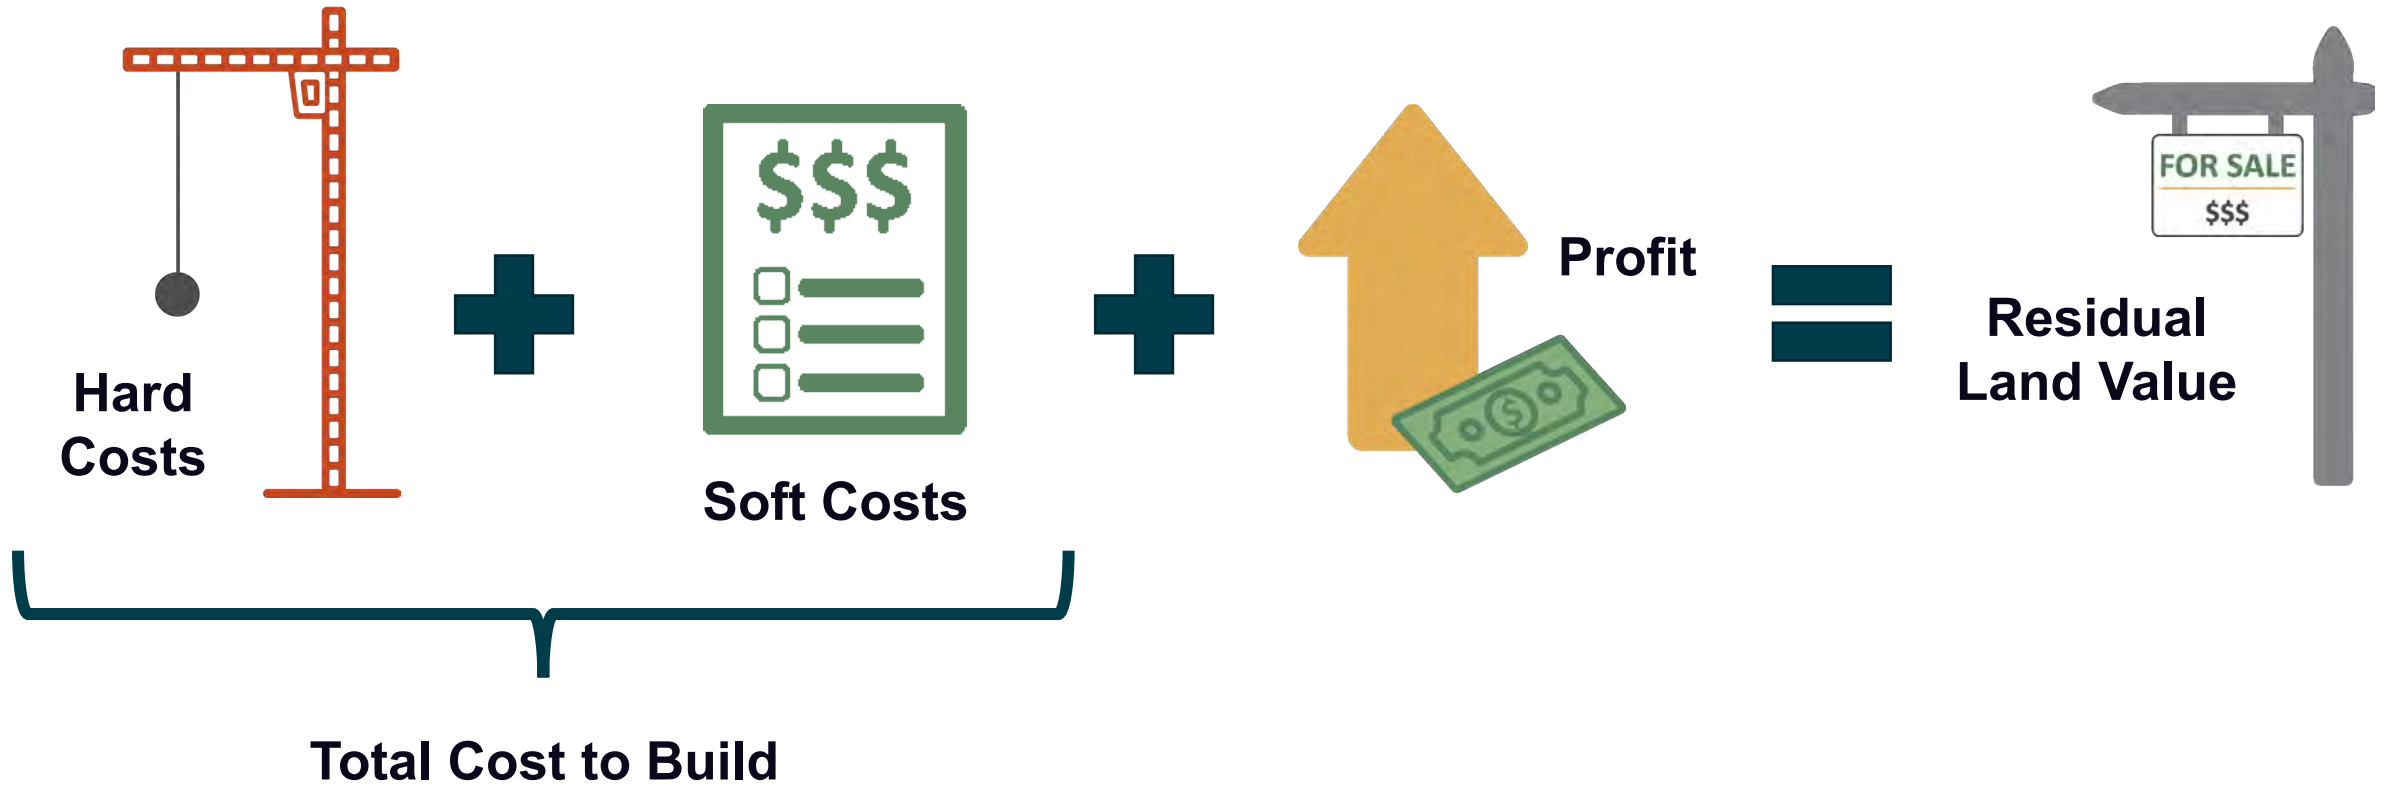 Hard
Costs
$$$
Soft Costs
Profit
$
Residual
Land Value
FOR SALE
$$$
Total Cost to Build